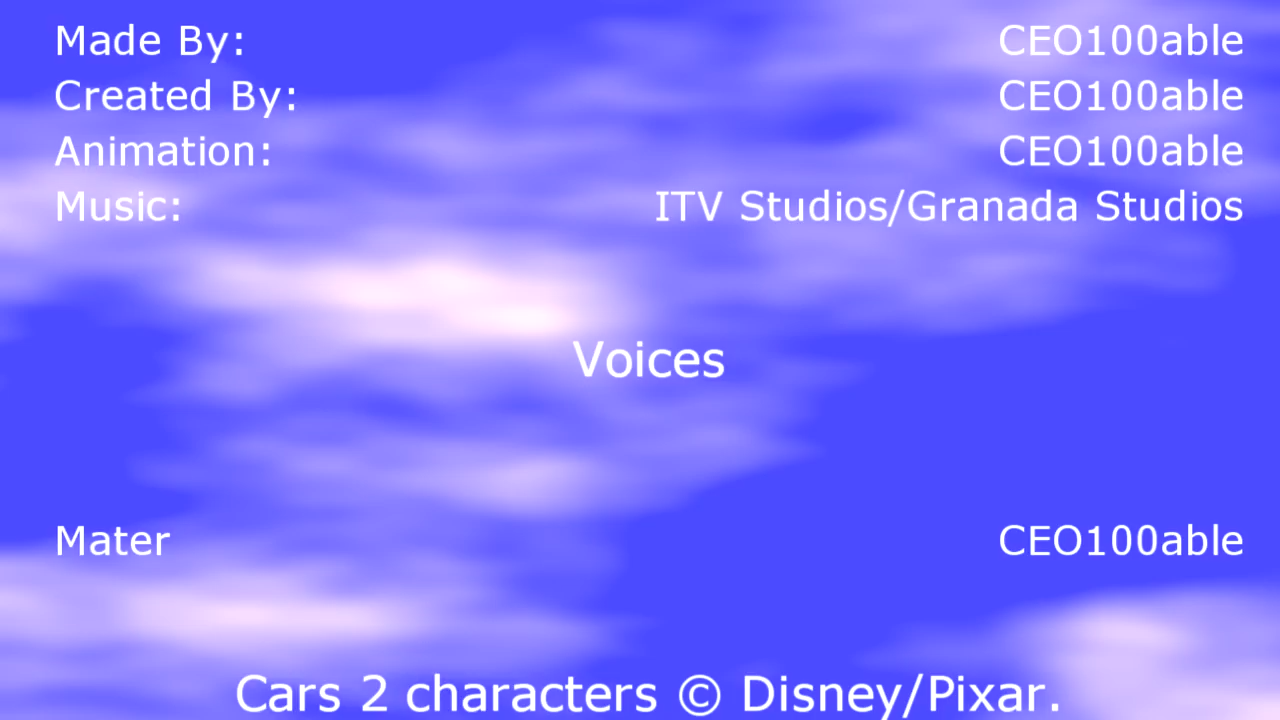 Made By: CEO100able
Created By: CEO100able
Animation: CEO100able
Music: ITV Studios/Granada Studios
Voices
Mater CEO100able
Cars 2 characters © Disney/Pixar.